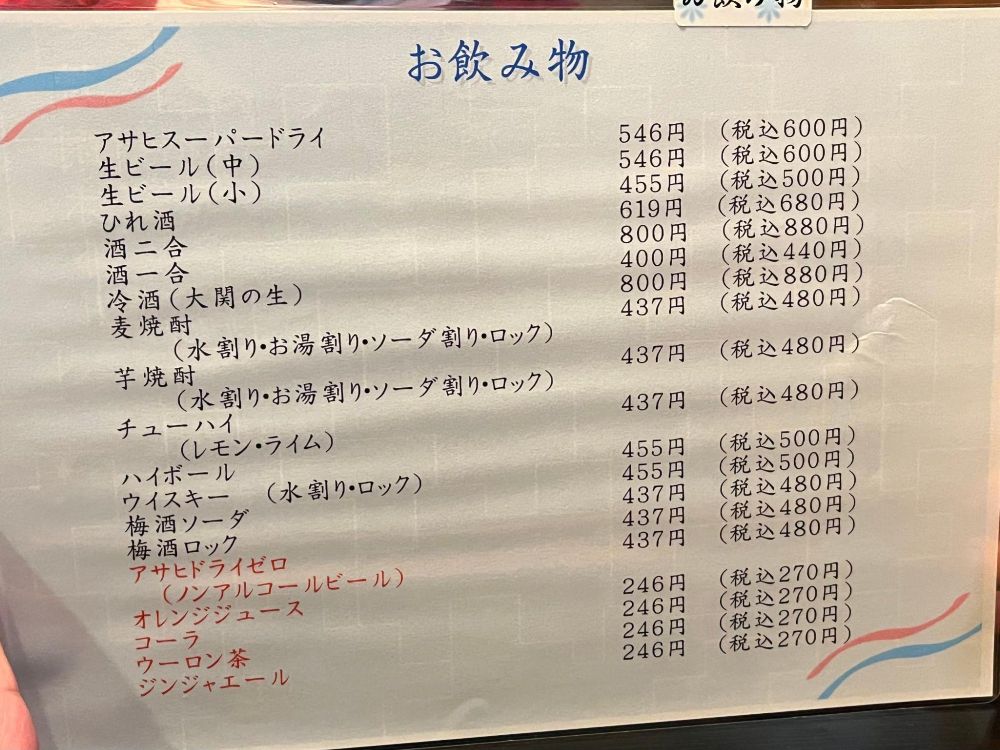 お飲み物
アサヒスーパードライ 546円 (税込600円)
生ビール(中) 546円 (税込600円)
生ビール(小) 455円 (税込500円)
ひれ酒 619円 (税込680円)
酒二合 800円 (税込880円)
酒一合 400円 (税込440円)
冷酒(大関の生) 800円 (税込880円)
麦焼酎 437円 (税込480円)
(水割り・お湯割り・ソーダ割り・ロック)
芋焼酎 437円 (税込480円)
(水割り・お湯割り・ソーダ割り・ロック)
チューハイ 437円 (税込480円)
(レモン・ライム)
ハイボール 455円 (税込500円)
ウイスキー (水割り・ロック) 455円 (税込500円)
梅酒ソーダ 437円 (税込480円)
梅酒ロック 437円 (税込480円)
アサヒドライゼロ 437円 (税込480円)
(ノンアルコールビール)
オレンジジュース 246円 (税込270円)
コーラ 246円 (税込270円)
ウーロン茶 246円 (税込270円)
ジンジャエール 246円 (税込270円)